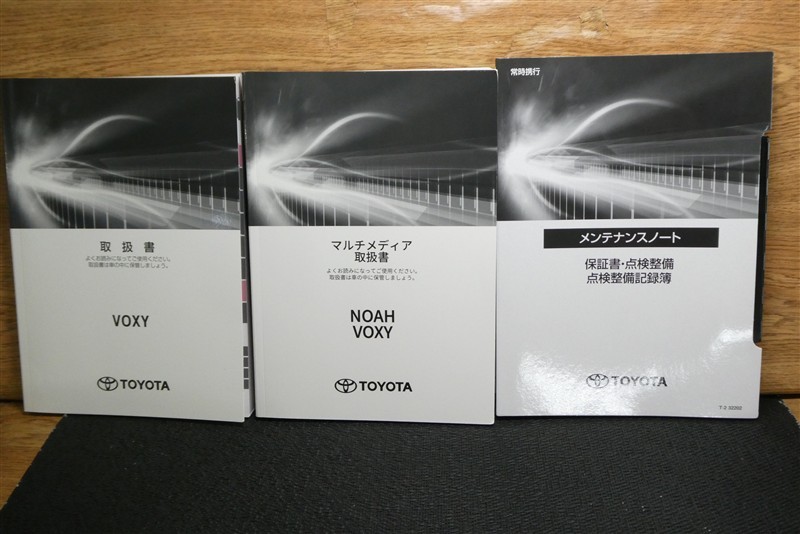 取扱書
よくお読みになってご使用ください。
取扱書は車の中に保管しましょう。
VOXY
TOYOTA
マルチメディア
取扱書
よくお読みになってご使用ください。
取扱書は車の中に保管しましょう。
NOAH
VOXY
TOYOTA
常時携行
メンテナンスノート
保証書・点検整備
点検整備記録簿
TOYOTA